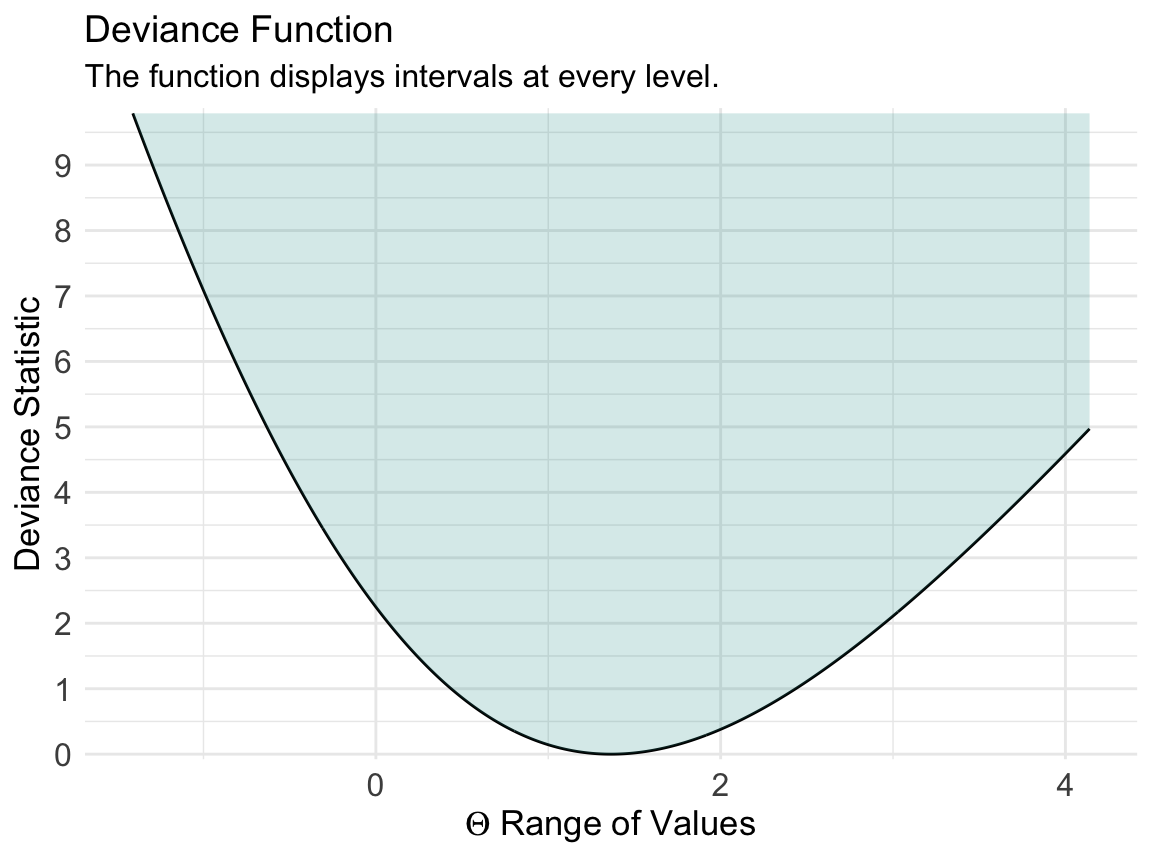 Deviance Function
The function displays intervals at every level.
9
8
7
6
5
4
3
2
1
0
Deviance Statistic
0 2 4
Θ Range of Values